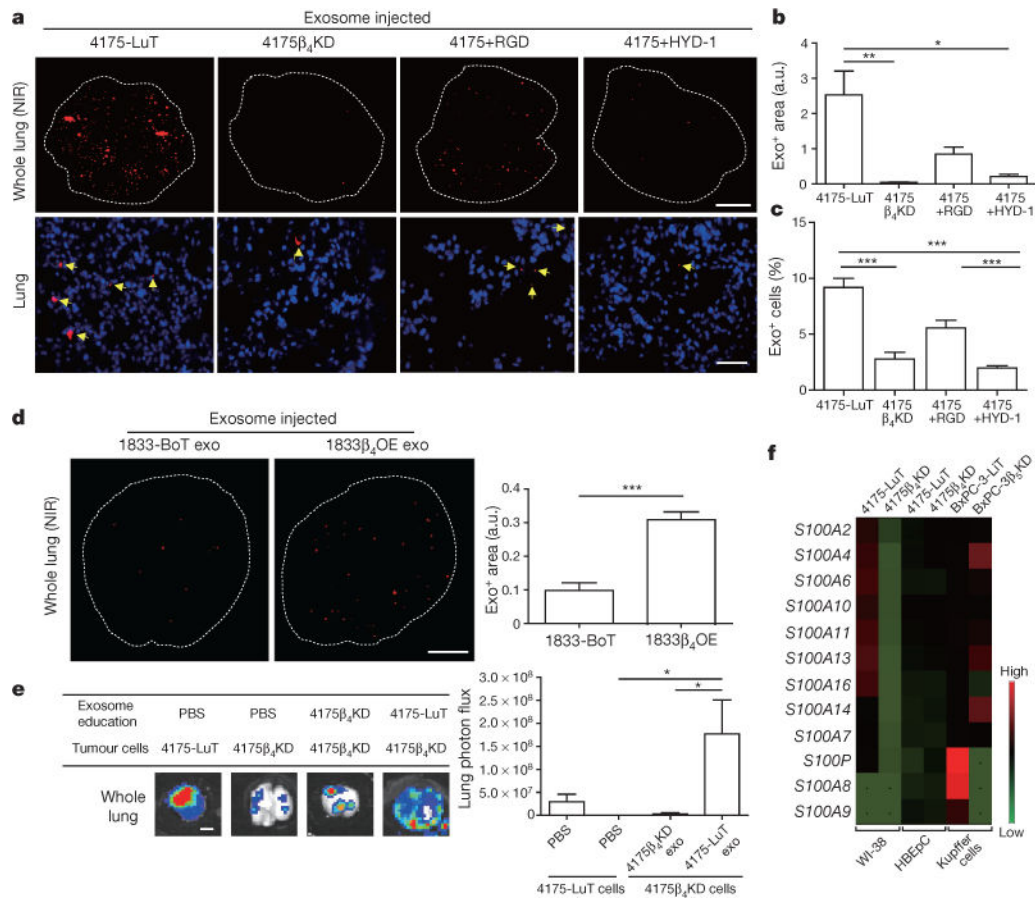 a
Exosome injected
4175-LuT
4175β₄KD
4175+RGD
4175+HYD-1
Whole lung (NIR)
Lung
b
Exo⁺ area (a.u.)
4
3
2
1
0
**
*
4175-LuT
4175 β₄KD
4175 +RGD
4175 +HYD-1
c
Exo⁺ cells (%)
15
10
5
0
***
***
***
4175-LuT
4175 β₄KD
4175 +RGD
4175 +HYD-1
d
Exosome injected
1833-BoT exo
1833β₄OE exo
Whole lung (NIR)
Exo⁺ area (a.u.)
0.4
0.3
0.2
0.1
0
***
1833-BoT
1833β₄OE
e
Exosome education
PBS
PBS
4175β₄KD
4175-LuT
Tumour cells
4175-LuT
4175β₄KD
4175β₄KD
4175β₄KD
Whole lung
Lung photon flux
3.0 × 10⁸
2.5 × 10⁸
2.0 × 10⁸
1.5 × 10⁸
1.0 × 10⁸
5.0 × 10⁷
0
*
*
PBS
PBS
4175β₄KD exo
4175-LuT exo
4175-LuT cells
4175β₄KD cells
f
4175-LuT
4175β₄KD
4175-LuT
4175β₄KD
BxPC-3-LiT
BxPC-3β₅KD
S100A2
S100A4
S100A6
S100A10
S100A11
S100A13
S100A16
S100A14
S100A7
S100P
S100A8
S100A9
High
Low
WI-38
HBEpC
Kupffer cells